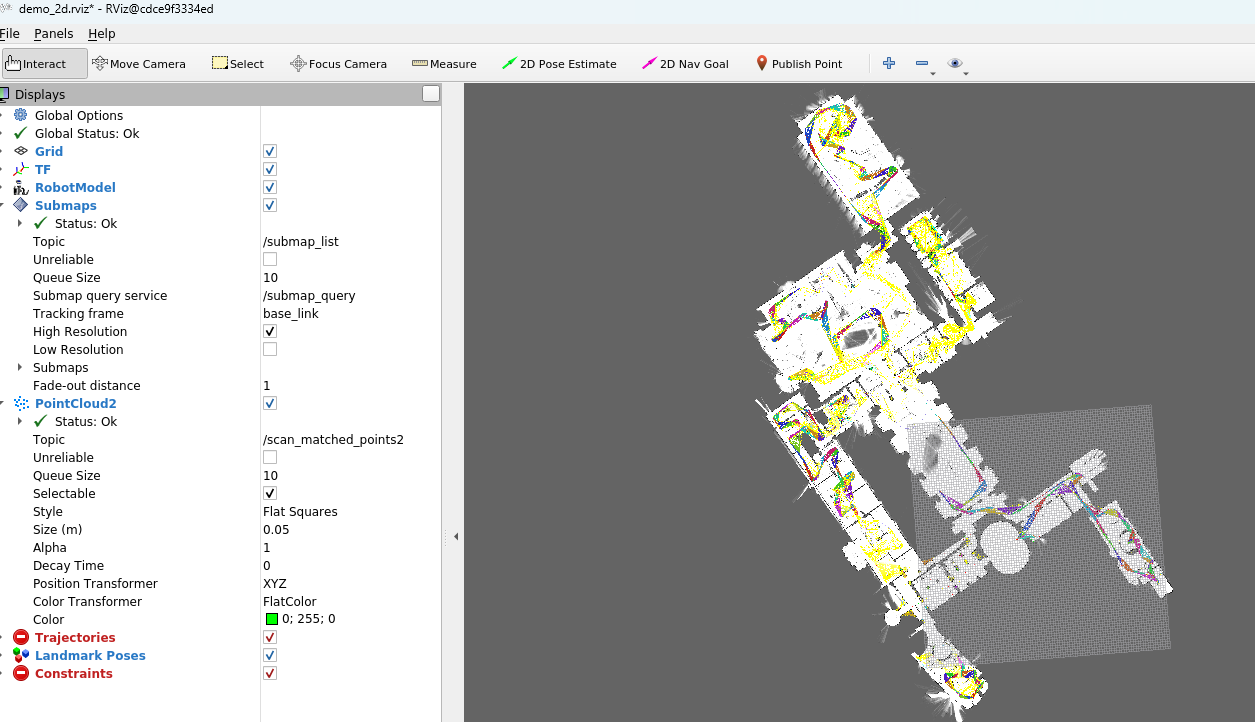 demo_2d.rviz* - RViz@cdce9f3334ed
File Panels Help
Interact Move Camera Select Focus Camera Measure 2D Pose Estimate 2D Nav Goal Publish Point
Displays
Global Options
Global Status: Ok
Grid
TF
RobotModel
Submaps
Status: Ok
Topic /submap_list
Unreliable
Queue Size 10
Submap query service /submap_query
Tracking frame base_link
High Resolution
Low Resolution
Submaps
Fade-out distance 1
PointCloud2
Status: Ok
Topic /scan_matched_points2
Unreliable
Queue Size 10
Selectable
Style Flat Squares
Size (m) 0.05
Alpha 1
Decay Time 0
Position Transformer XYZ
Color Transformer FlatColor
Color 0; 255; 0
Trajectories
Landmark Poses
Constraints